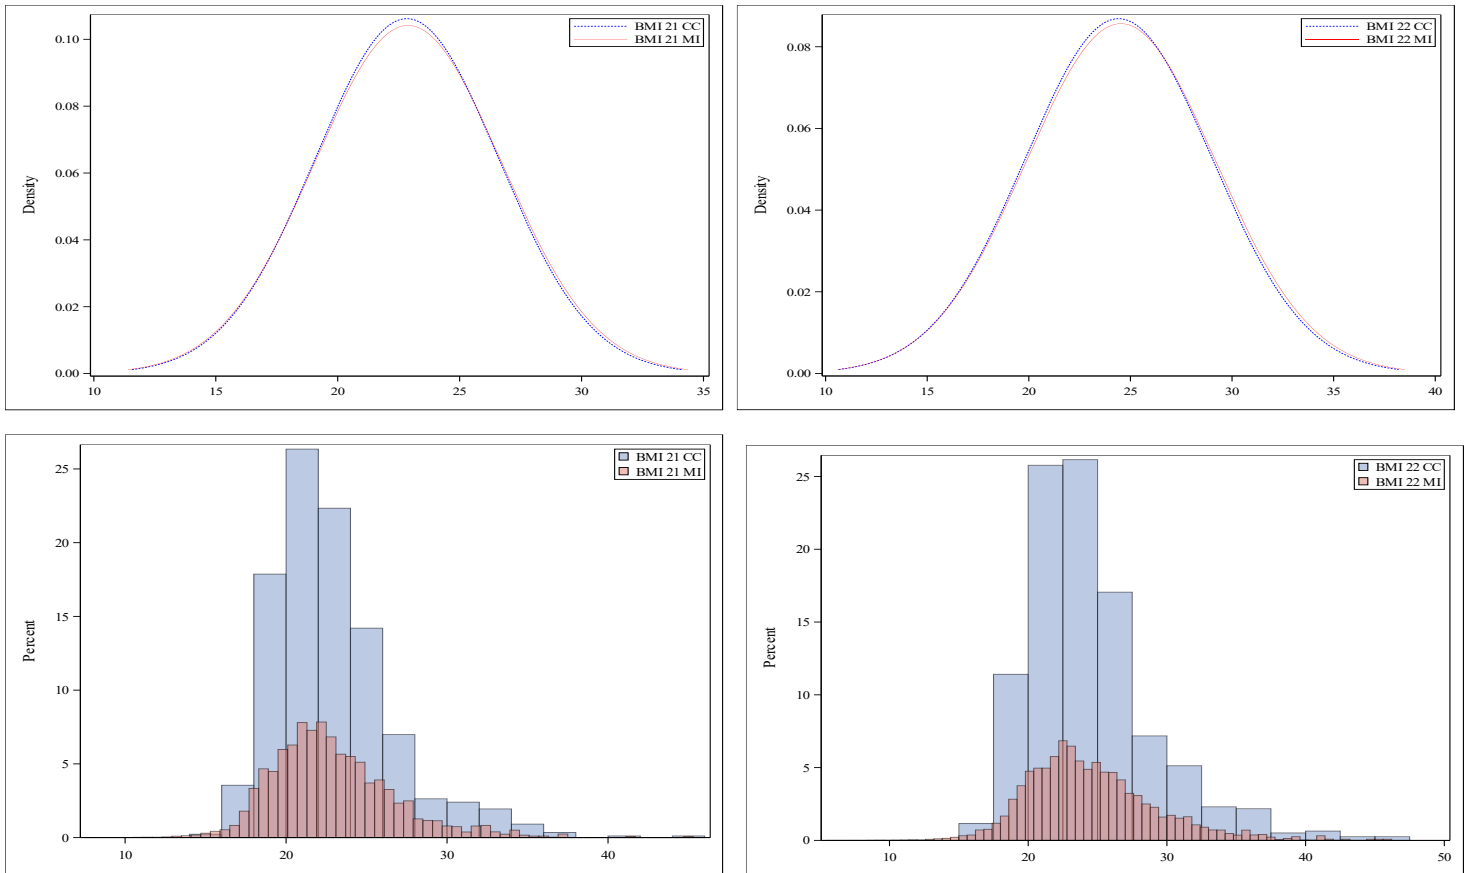 BMI 21 CC
BMI 21 MI
0.10
0.08
0.06
0.04
0.02
0.00
Density
10 15 20 25 30 35
BMI 22 CC
BMI 22 MI
0.08
0.06
0.04
0.02
0.00
Density
10 15 20 25 30 35 40
BMI 21 CC
BMI 21 MI
25
20
15
10
5
0
Percent
10 20 30 40
BMI 22 CC
BMI 22 MI
25
20
15
10
5
0
Percent
10 20 30 40 50